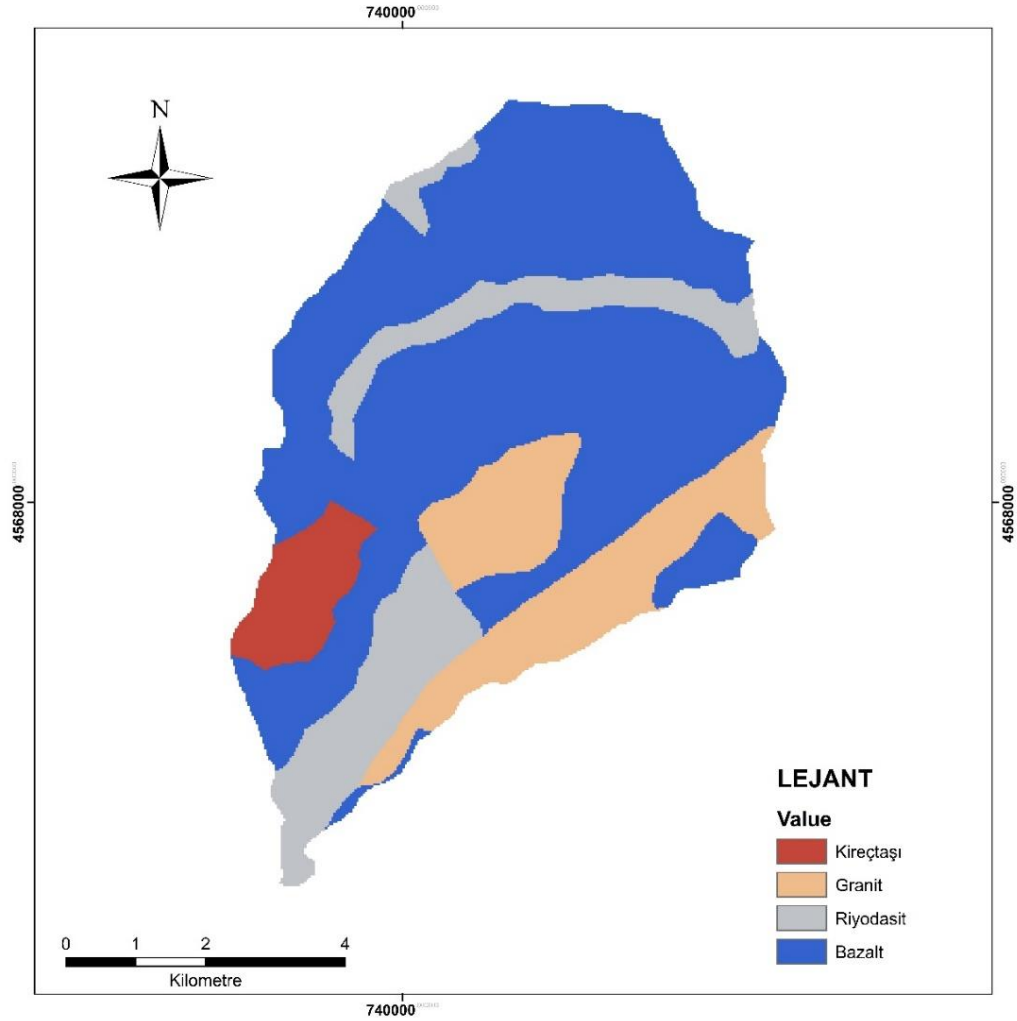 740000
N
4568000
4568000
LEJANT
Value
Kireçtaşı
Granit
Riyodasit
Bazalt
0 1 2 4
Kilometre
740000